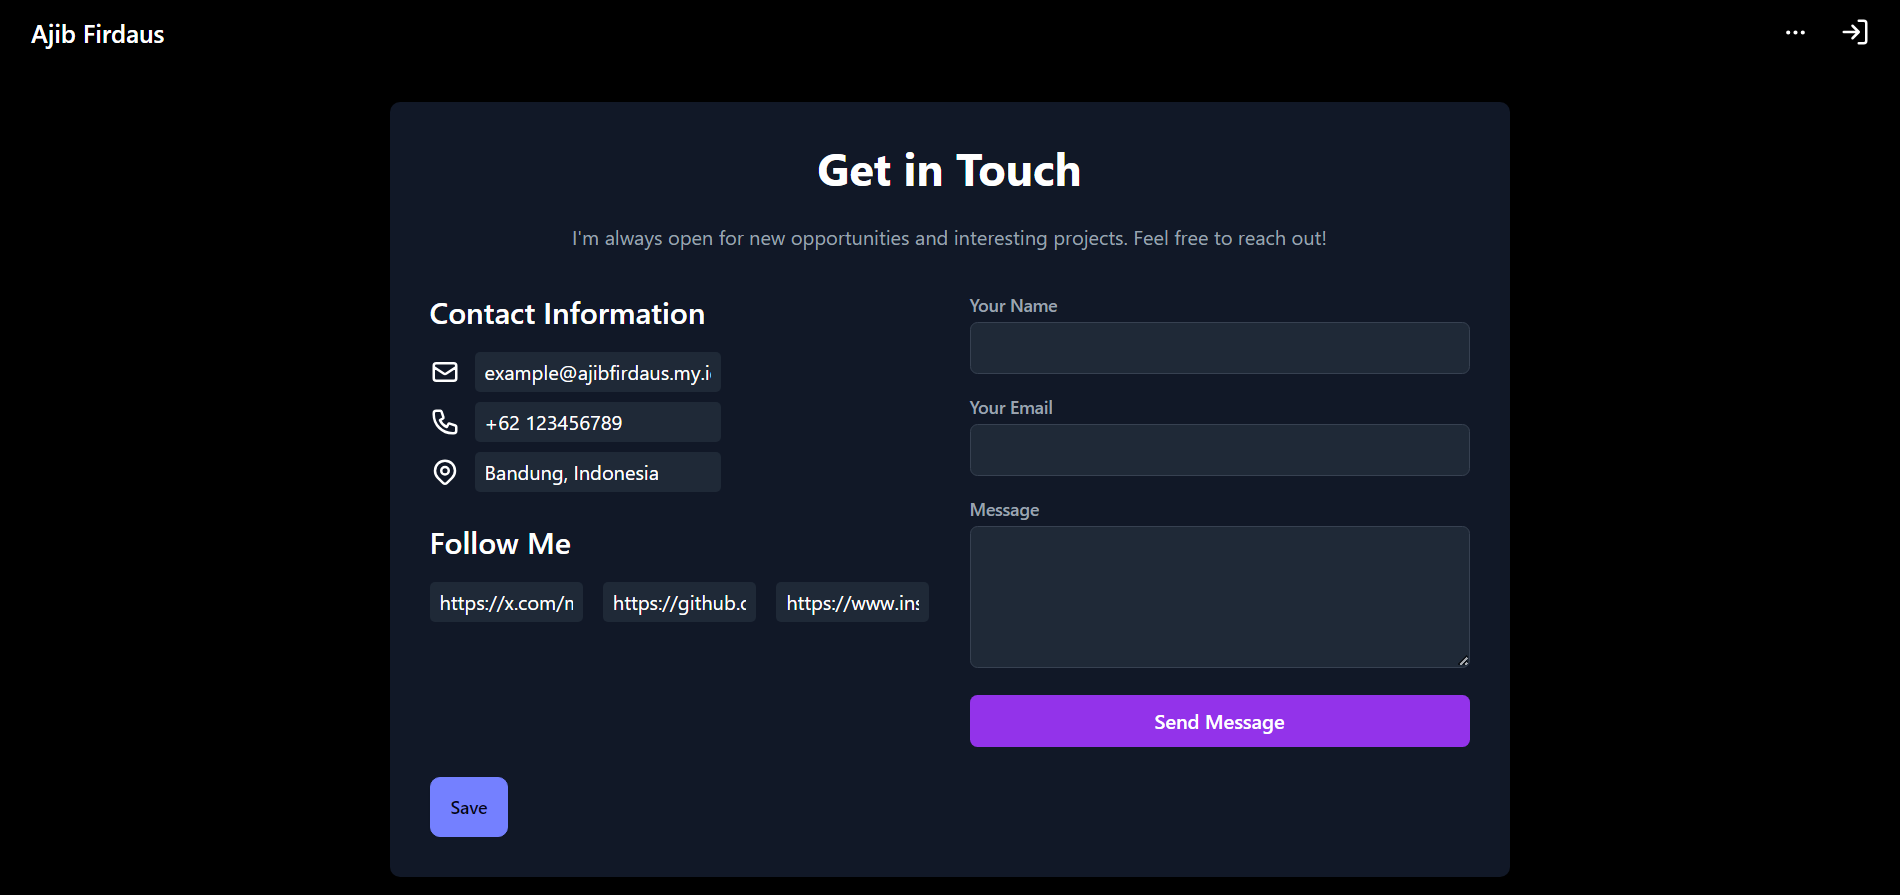 Ajib Firdaus
Get in Touch
I'm always open for new opportunities and interesting projects. Feel free to reach out!
Contact Information
example@ajibfirdaus.my.i
+62 123456789
Bandung, Indonesia
Follow Me
https://x.com/
https://github.
https://www.ins
Your Name
Your Email
Message
Send Message
Save